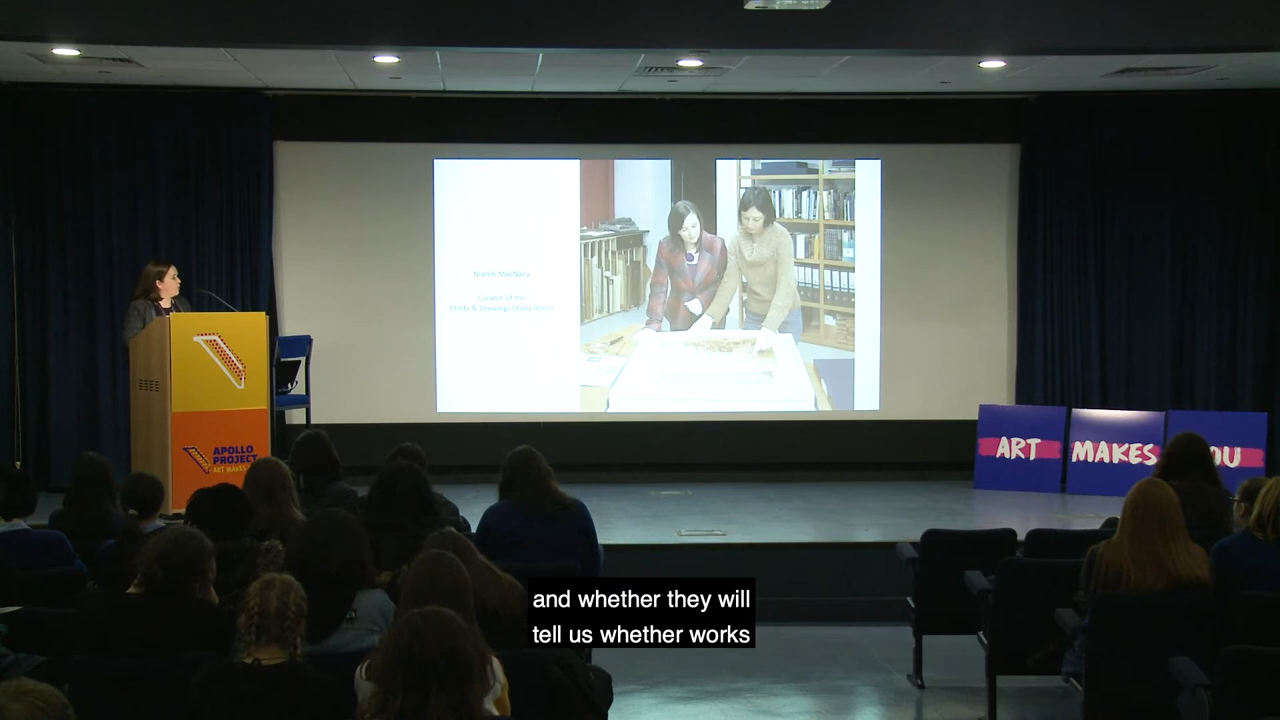 Niamh MacNally
Curator of the
Prints & Drawings Study Room
APOLLO
PROJECT
ART MAKES
ART
MAKES
OU
and whether they will
tell us whether works